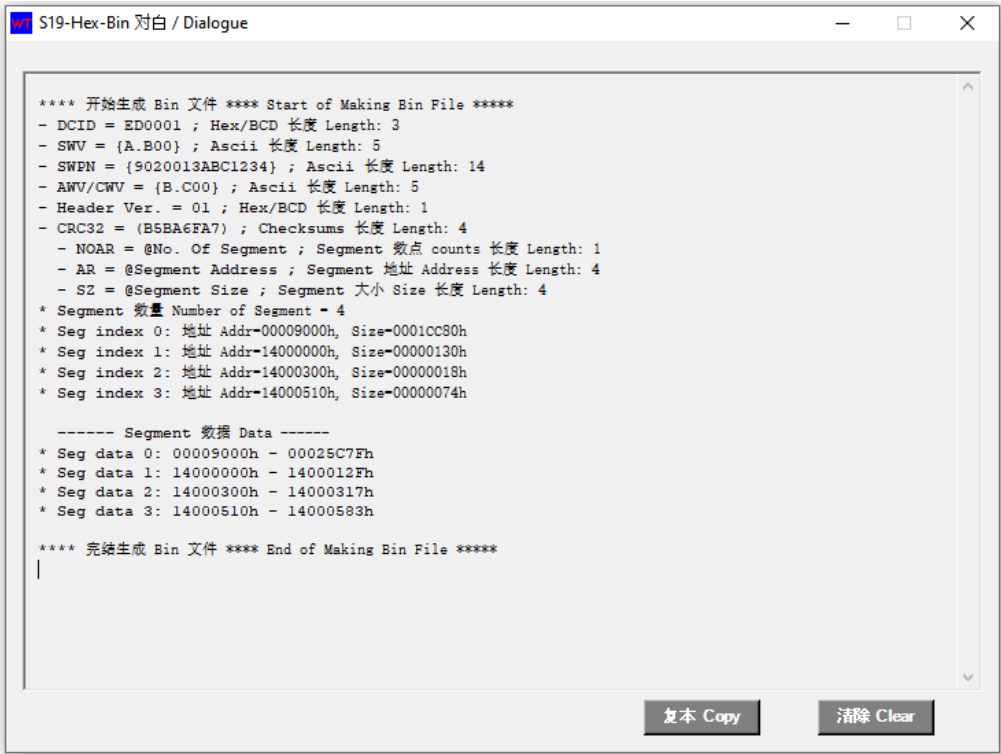 WT S19-Hex-Bin 对白 / Dialogue
**** 开始生成 Bin 文件 **** Start of Making Bin File *****
- DCID = ED0001 ; Hex/BCD 长度 Length: 3
- SWV = {A.B00} ; Ascii 长度 Length: 5
- SWPN = {9020013ABC1234} ; Ascii 长度 Length: 14
- AWV/CWV = {B.C00} ; Ascii 长度 Length: 5
- Header Ver. = 01 ; Hex/BCD 长度 Length: 1
- CRC32 = (B5BA6FA7) ; Checksums 长度 Length: 4
- NOAR = @No. Of Segment ; Segment 数点 counts 长度 Length: 1
- AR = @Segment Address ; Segment 地址 Address 长度 Length: 4
- SZ = @Segment Size ; Segment 大小 Size 长度 Length: 4
* Segment 数量 Number of Segment = 4
* Seg index 0: 地址 Addr=00009000h, Size=0001CC80h
* Seg index 1: 地址 Addr=14000000h, Size=00000130h
* Seg index 2: 地址 Addr=14000300h, Size=00000018h
* Seg index 3: 地址 Addr=14000510h, Size=00000074h
------ Segment 数据 Data ------
* Seg data 0: 00009000h - 00025C7Fh
* Seg data 1: 14000000h - 1400012Fh
* Seg data 2: 14000300h - 14000317h
* Seg data 3: 14000510h - 14000583h
**** 完结生成 Bin 文件 **** End of Making Bin File *****
复本 Copy
清除 Clear